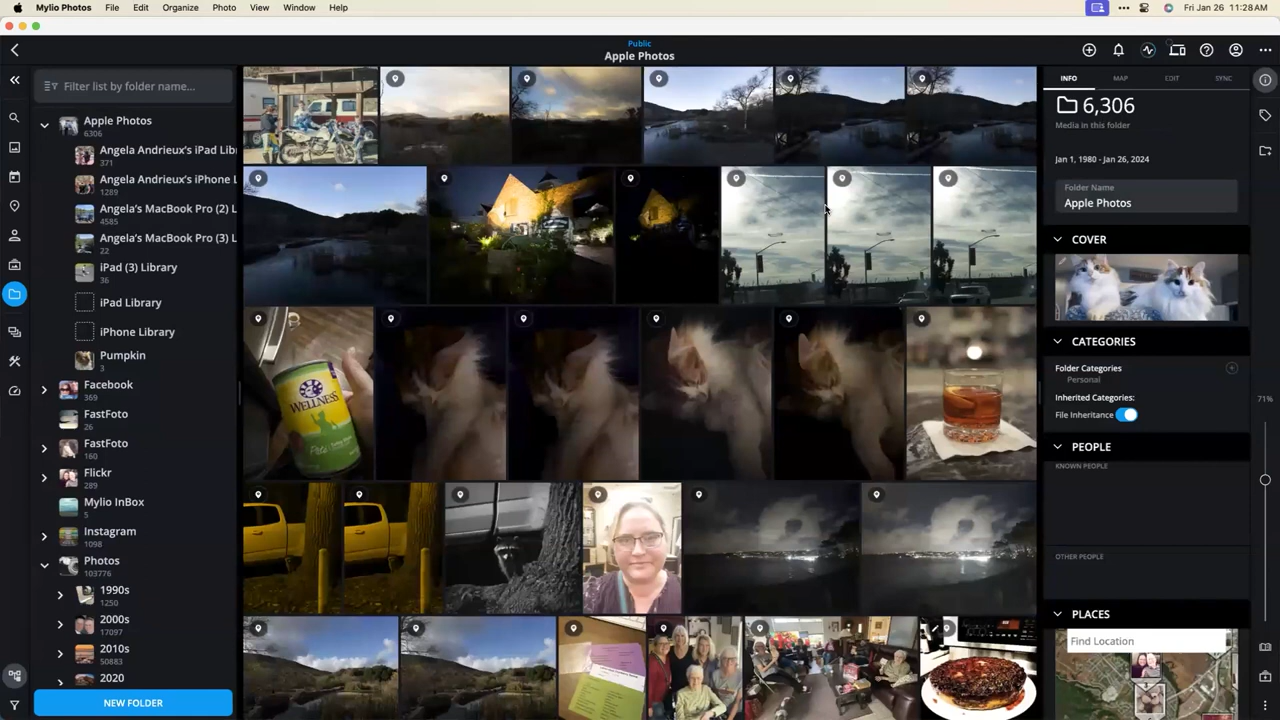 Mylio Photos File Edit Organize Photo View Window Help
Fri Jan 26 11:28 AM
Public
Apple Photos
Filter list by folder name...
Apple Photos
6306
Angela Andrieux's iPad Lib
371
Angela Andrieux's iPhone L
1289
Angela's MacBook Pro (2) L
4585
Angela's MacBook Pro (3) L
22
iPad (3) Library
36
iPad Library
iPhone Library
Pumpkin
3
Facebook
369
FastFoto
26
FastFoto
160
Flickr
289
Mylio InBox
5
Instagram
1098
Photos
103776
1990s
1250
2000s
17097
2010s
50883
2020
NEW FOLDER
WELLNESS
INFO MAP EDIT SYNC
6,306
Media in this folder
Jan 1, 1980 - Jan 26, 2024
Folder Name
Apple Photos
COVER
CATEGORIES
Folder Categories
Personal
Inherited Categories:
File Inheritance
PEOPLE
KNOWN PEOPLE
OTHER PEOPLE
PLACES
Find Location
71%